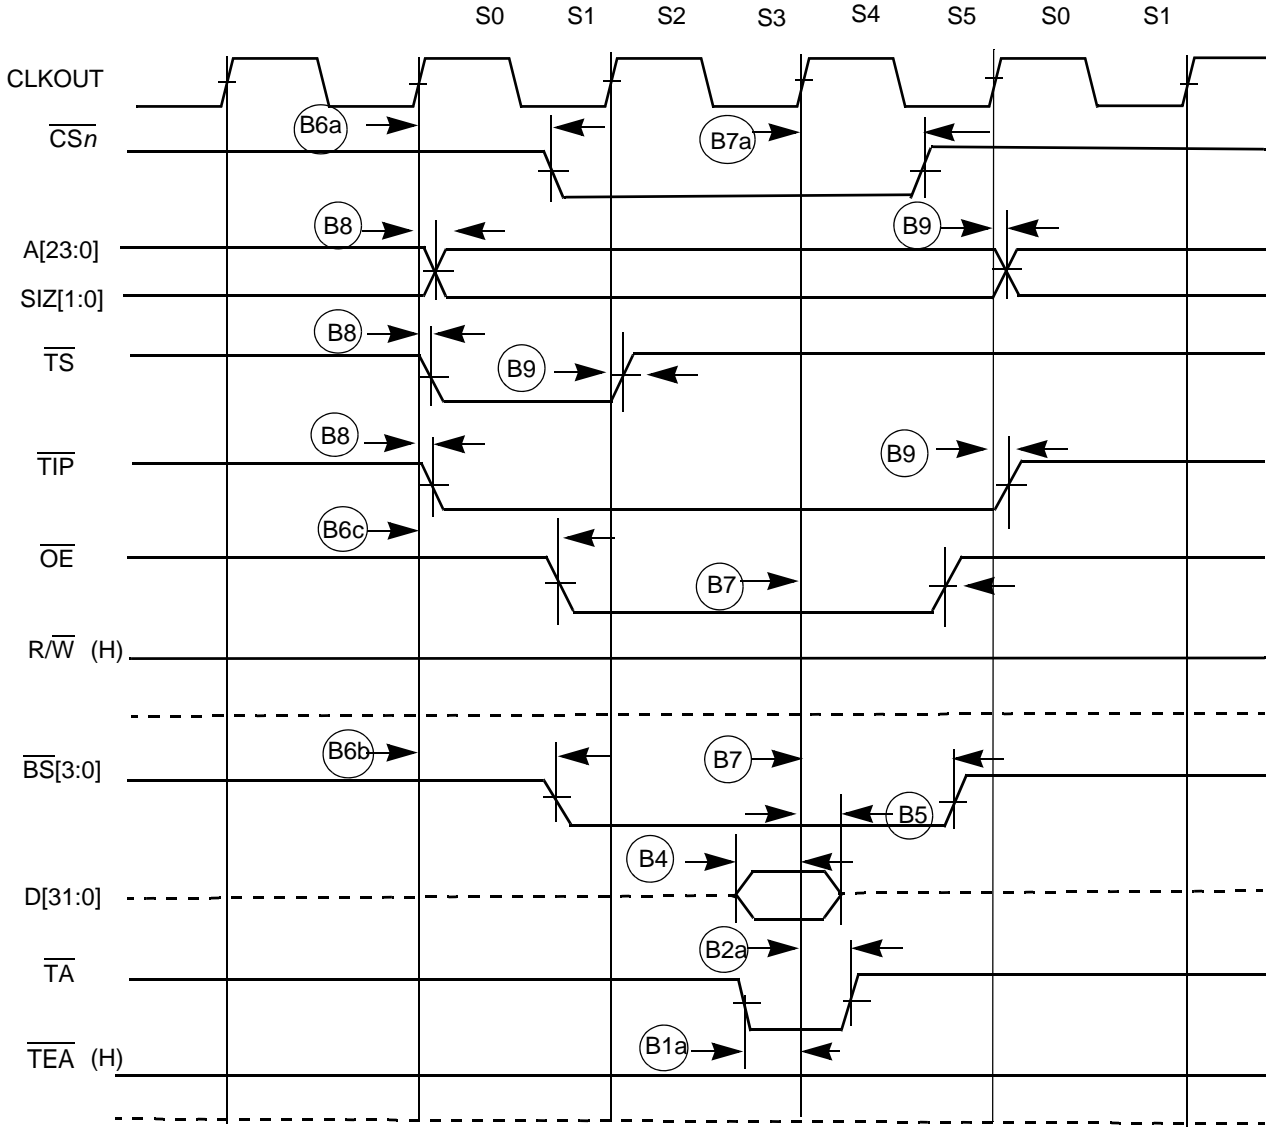 S0 S1 S2 S3 S4 S5 S0 S1
CLKOUT
B6a B7a
CSn
B8 B9
A[23:0]
SIZ[1:0]
B8
TS B9
B8 B9
TIP
B6c
OE
B7
R/W (H)
B6b B7
BS[3:0]
B5
B4
D[31:0]
B2a
TA
B1a
TEA (H)